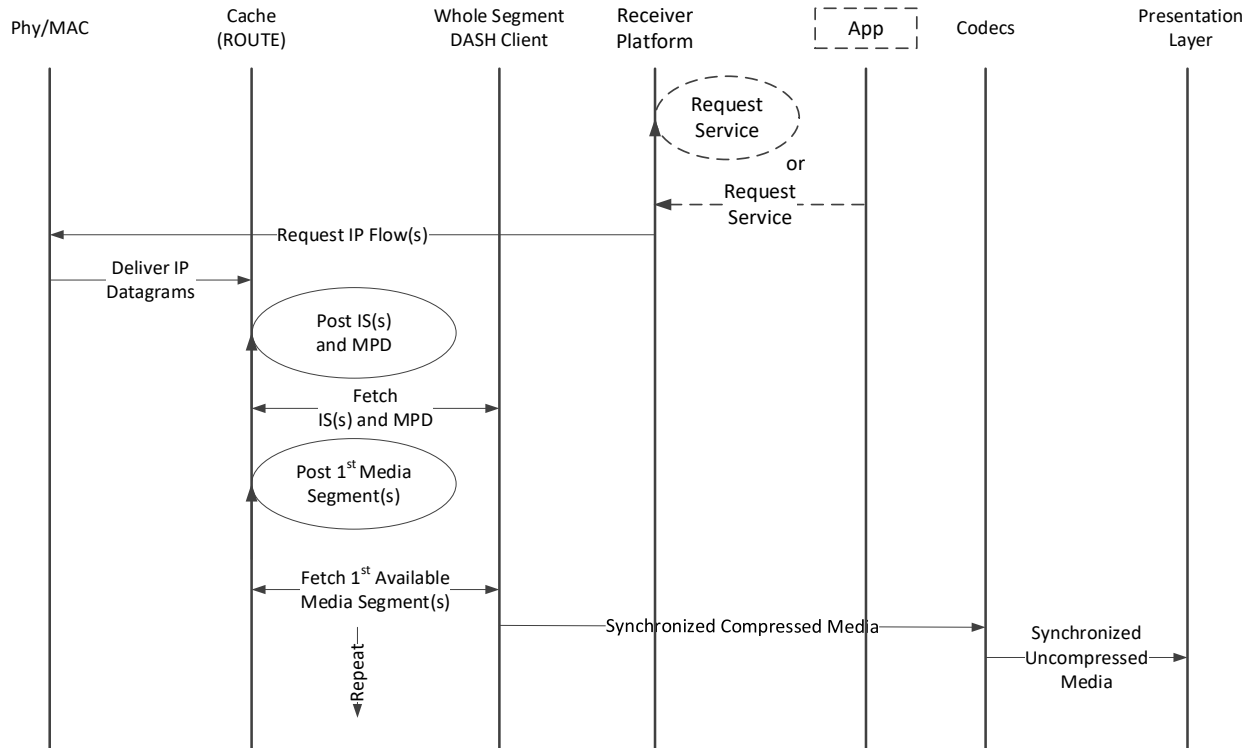 Phy/MAC
Cache
(ROUTE)
Whole Segment
DASH Client
Receiver
Platform
App
Codecs
Presentation
Layer
Request
Service
or
Request
Service
Request IP Flow(s)
Deliver IP
Datagrams
Post IS(s)
and MPD
Fetch
IS(s) and MPD
Post 1st Media
Segment(s)
Fetch 1st Available
Media Segment(s)
Synchronized Compressed Media
Synchronized
Uncompressed
Media
Repeat